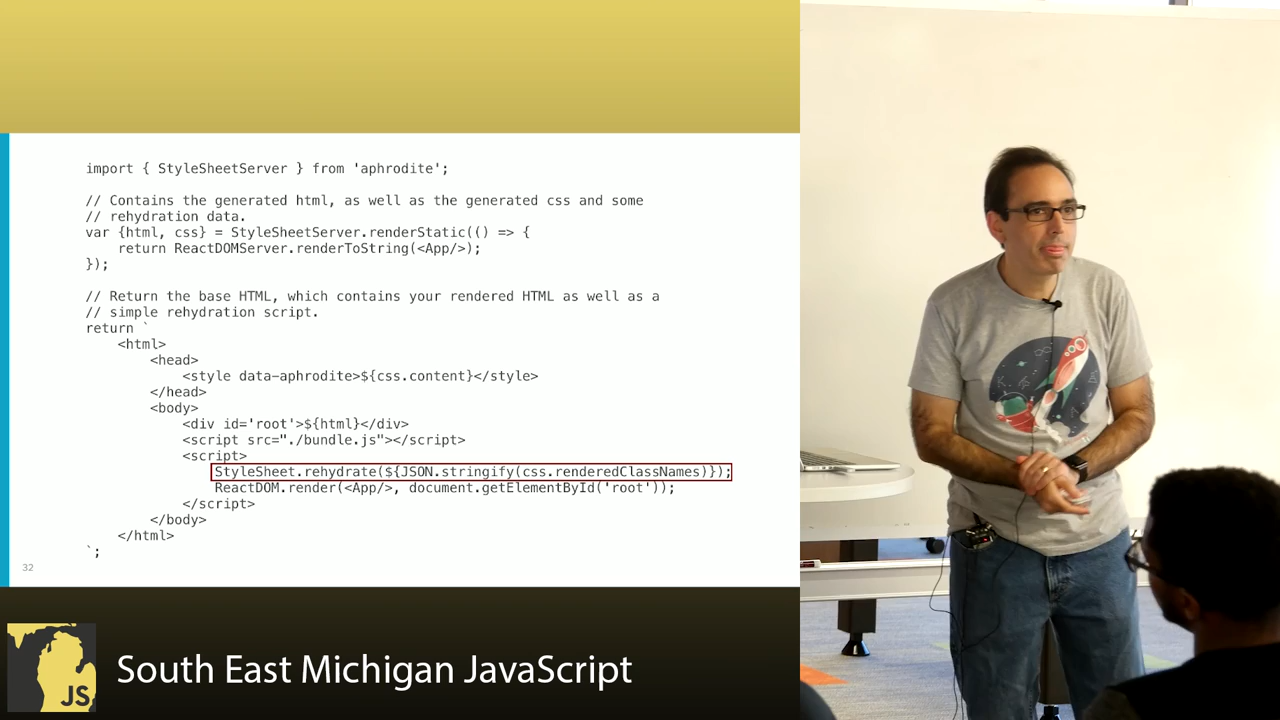 import { StyleSheetServer } from 'aphrodite';
// Contains the generated html, as well as the generated css and some
// rehydration data.
var {html, css} = StyleSheetServer.renderStatic(() => {
    return ReactDOMServer.renderToString(<App/>);
});
// Return the base HTML, which contains your rendered HTML as well as a
// simple rehydration script.
return `
    <html>
        <head>
            <style data-aphrodite>${css.content}</style>
        </head>
        <body>
            <div id='root'>${html}</div>
            <script src="./bundle.js"></script>
            <script>
                StyleSheet.rehydrate(${JSON.stringify(css.renderedClassNames)});
                ReactDOM.render(<App/>, document.getElementById('root'));
            </script>
        </body>
    </html>
`;
32
JS
South East Michigan JavaScript